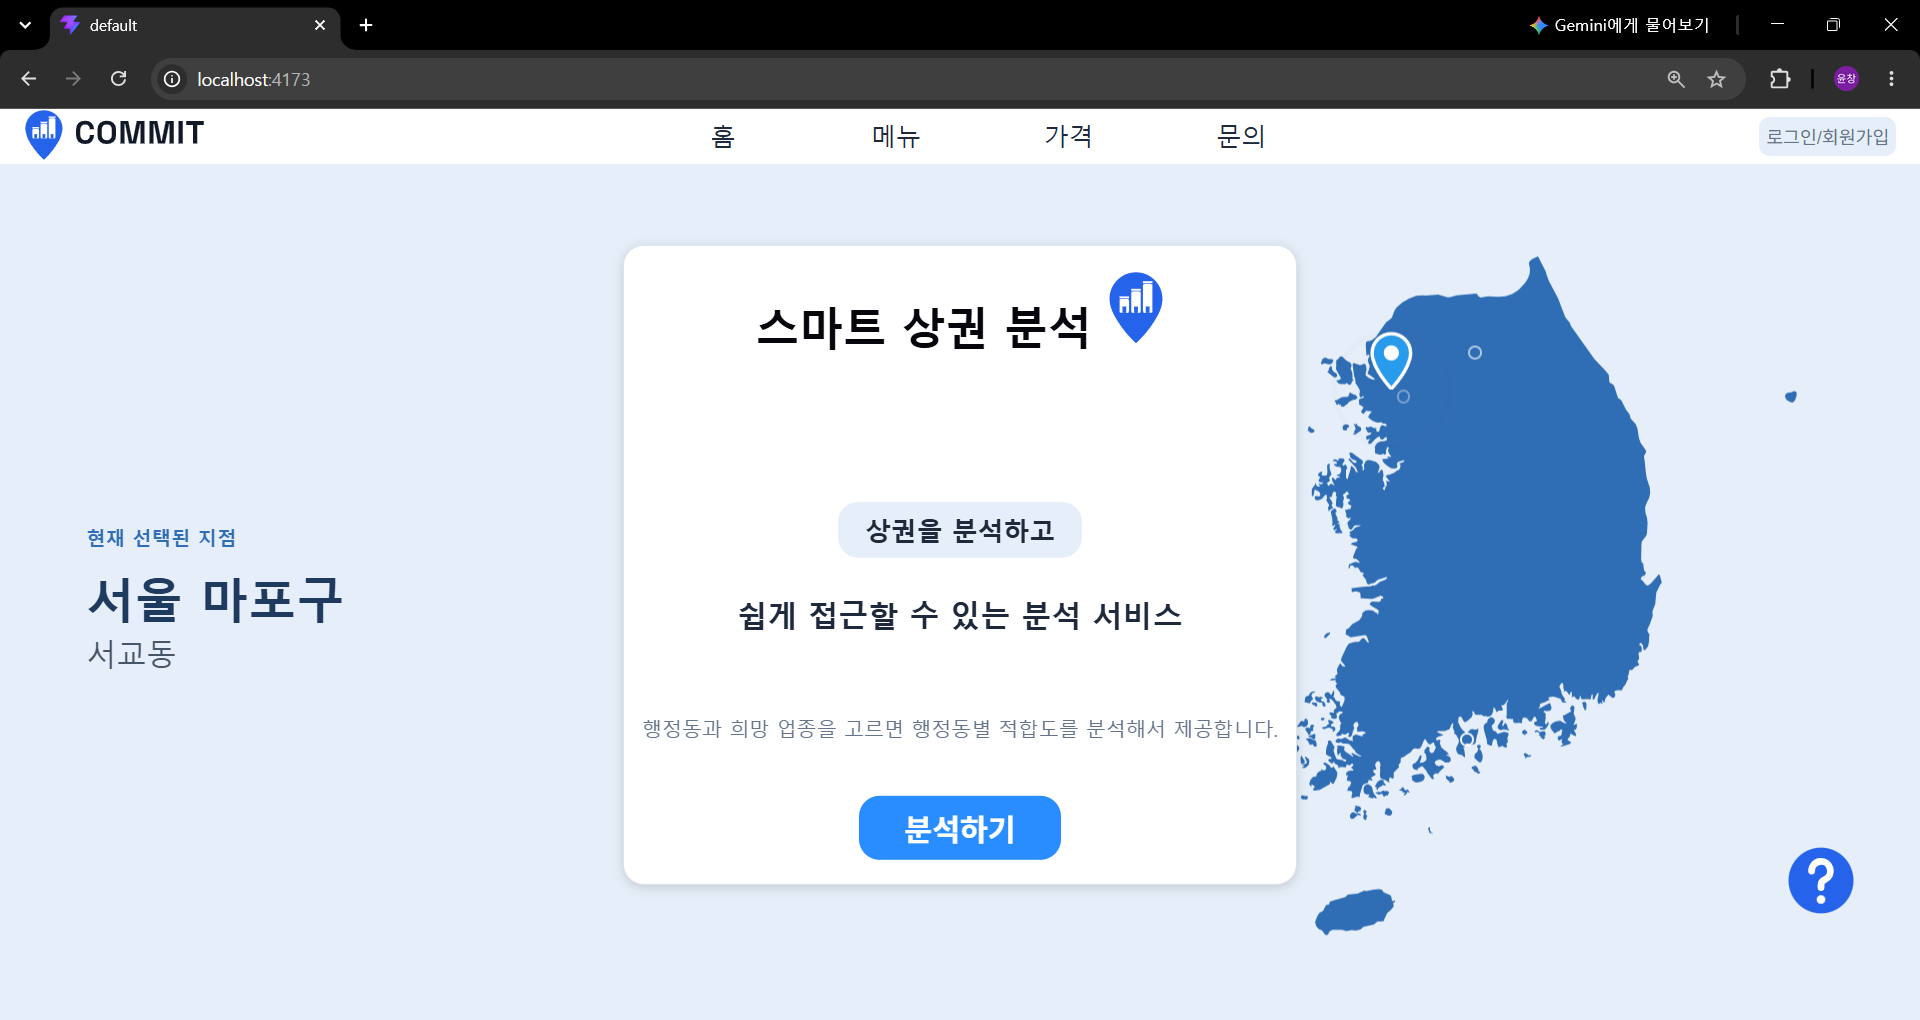 default
Gemini에게 물어보기
localhost:4173
윤창
COMMIT
홈 메뉴 가격 문의
로그인/회원가입
스마트 상권 분석
상권을 분석하고
쉽게 접근할 수 있는 분석 서비스
행정동과 희망 업종을 고르면 행정동별 적합도를 분석해서 제공합니다.
분석하기
현재 선택된 지점
서울 마포구
서교동
?